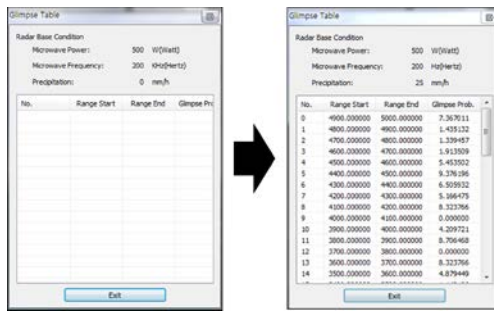 Glimpse Table
Radar Base Condition
Microwave Power: 500 W(Watt)
Microwave Frequency: 200 KHz(Hertz)
Precipitation: 0 mm/h
No. Range Start Range End Glimpse Pro
Exit
Glimpse Table
Radar Base Condition
Microwave Power: 500 W(Watt)
Microwave Frequency: 200 Hz(Hertz)
Precipitation: 25 mm/h
No. Range Start Range End Glimpse Prob.
0 4900.000000 5000.000000 7.367011
1 4800.000000 4900.000000 1.435132
2 4700.000000 4800.000000 1.339457
3 4600.000000 4700.000000 1.913509
4 4500.000000 4600.000000 5.453502
5 4400.000000 4500.000000 9.376196
6 4300.000000 4400.000000 6.505932
7 4200.000000 4300.000000 5.166475
8 4100.000000 4200.000000 8.323766
9 4000.000000 4100.000000 0.000000
10 3900.000000 4000.000000 4.209721
11 3800.000000 3900.000000 8.706468
12 3700.000000 3800.000000 0.000000
13 3600.000000 3700.000000 8.323766
14 3500.000000 3600.000000 4.879449
Exit